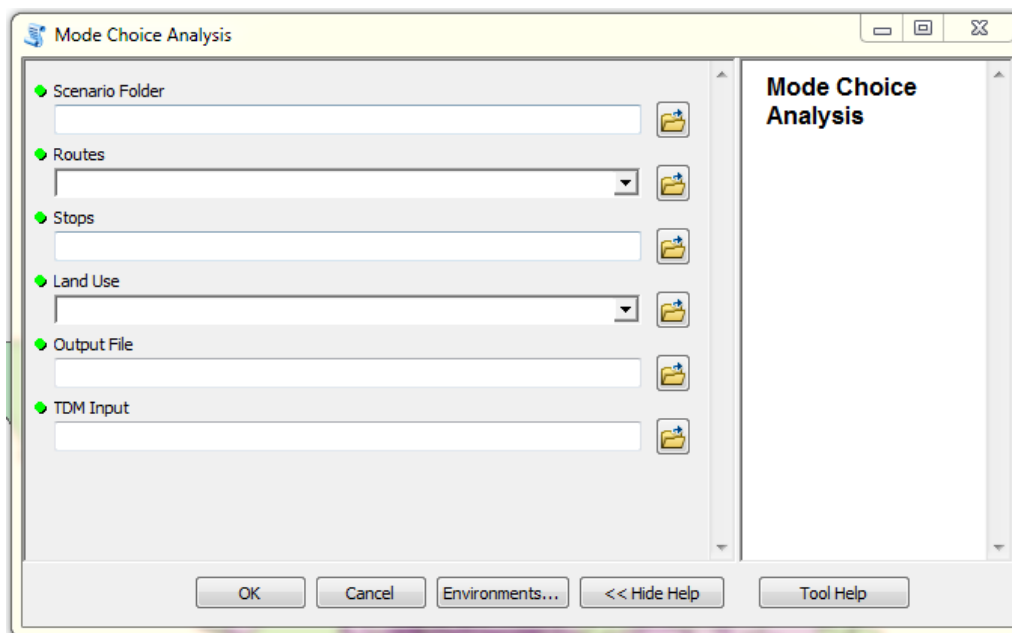 Mode Choice Analysis
Scenario Folder
Routes
Stops
Land Use
Output File
TDM Input
Mode Choice
Analysis
OK Cancel Environments... << Hide Help Tool Help